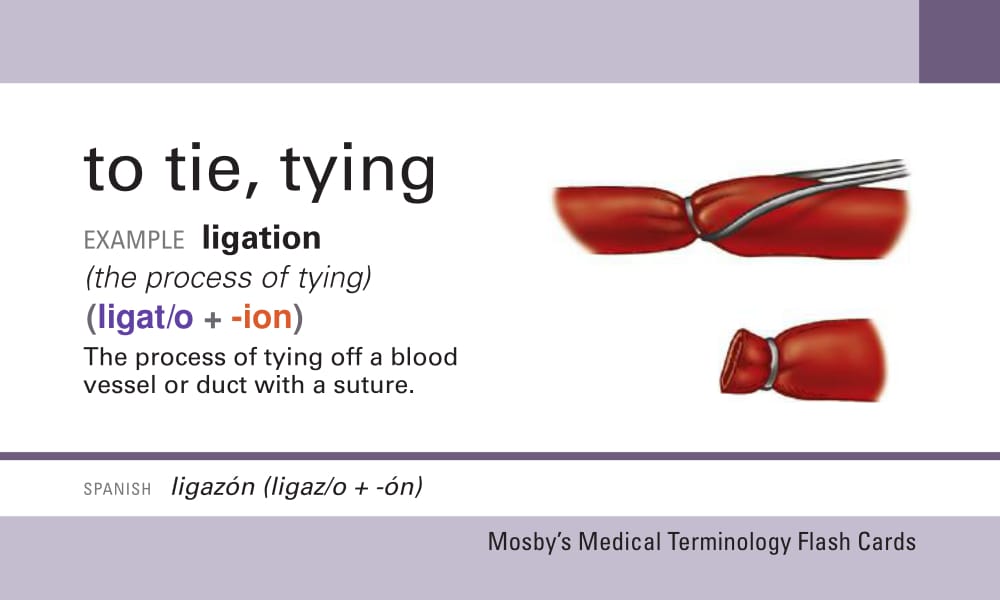 to tie, tying
EXAMPLE ligation
(the process of tying)
(ligat/o + -ion)
The process of tying off a blood
vessel or duct with a suture.
SPANISH ligazón (ligaz/o + -ón)
Mosby’s Medical Terminology Flash Cards